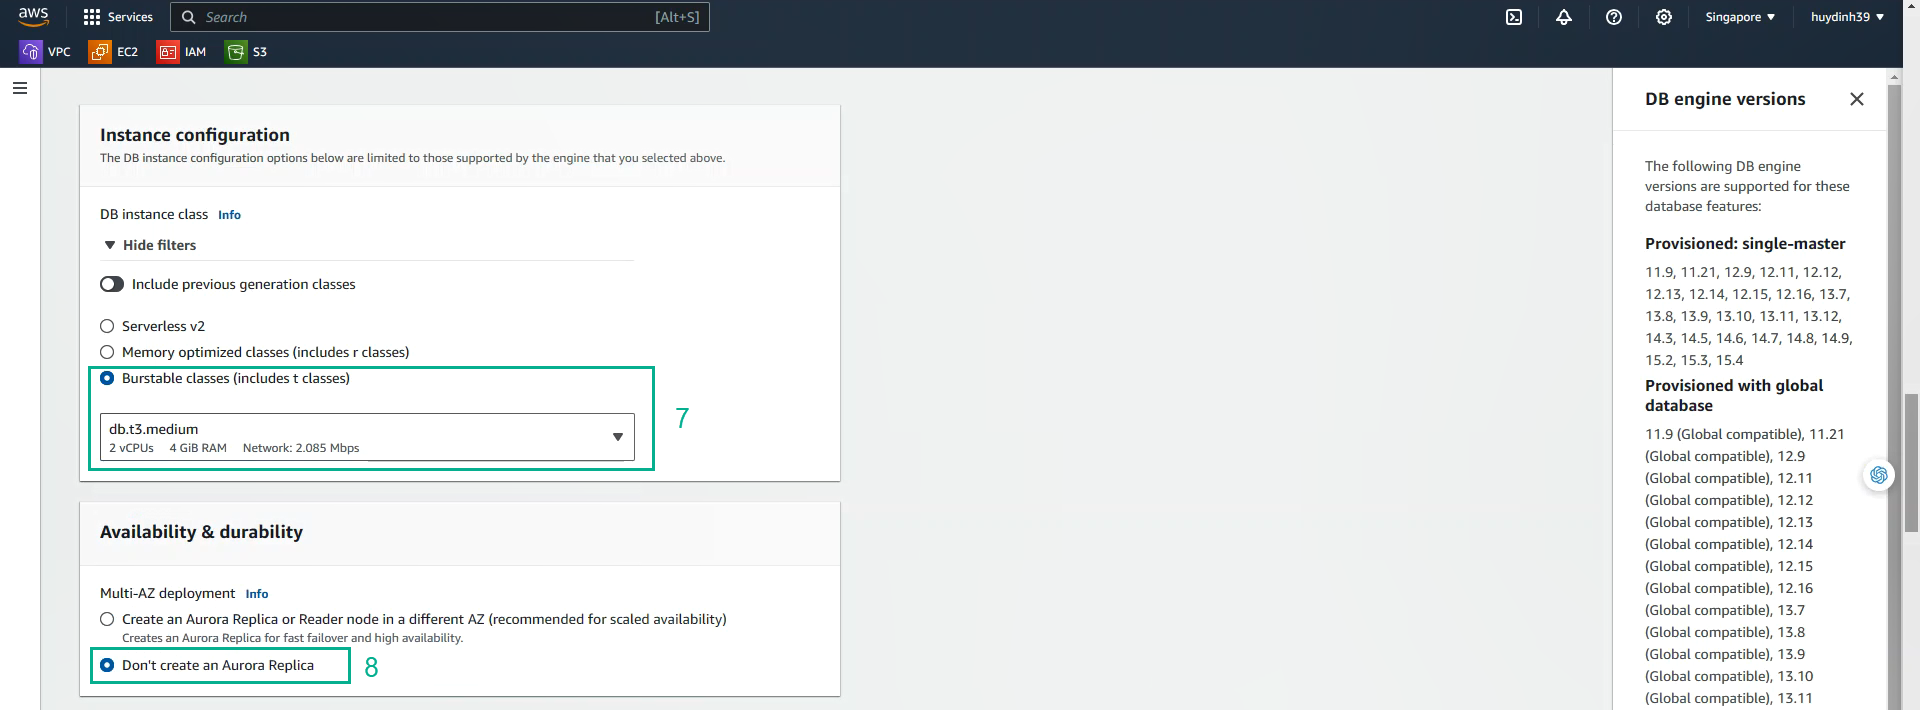 aws
Services
Search
[Alt+S]
Singapore
huydinh39
VPC
EC2
IAM
S3
Instance configuration
The DB instance configuration options below are limited to those supported by the engine that you selected above.
DB instance class Info
Hide filters
Include previous generation classes
Serverless v2
Memory optimized classes (includes r classes)
Burstable classes (includes t classes)
db.t3.medium
2 vCPUs 4 GiB RAM Network: 2.085 Mbps
7
Availability & durability
Multi-AZ deployment Info
Create an Aurora Replica or Reader node in a different AZ (recommended for scaled availability)
Creates an Aurora Replica for fast failover and high availability.
Don't create an Aurora Replica
8
DB engine versions
The following DB engine
versions are supported for these
database features:
Provisioned: single-master
11.9, 11.21, 12.9, 12.11, 12.12,
12.13, 12.14, 12.15, 12.16, 13.7,
13.8, 13.9, 13.10, 13.11, 13.12,
14.3, 14.5, 14.6, 14.7, 14.8, 14.9,
15.2, 15.3, 15.4
Provisioned with global
database
11.9 (Global compatible), 11.21
(Global compatible), 12.9
(Global compatible), 12.11
(Global compatible), 12.12
(Global compatible), 12.13
(Global compatible), 12.14
(Global compatible), 12.15
(Global compatible), 12.16
(Global compatible), 13.7
(Global compatible), 13.8
(Global compatible), 13.9
(Global compatible), 13.10
(Global compatible), 13.11